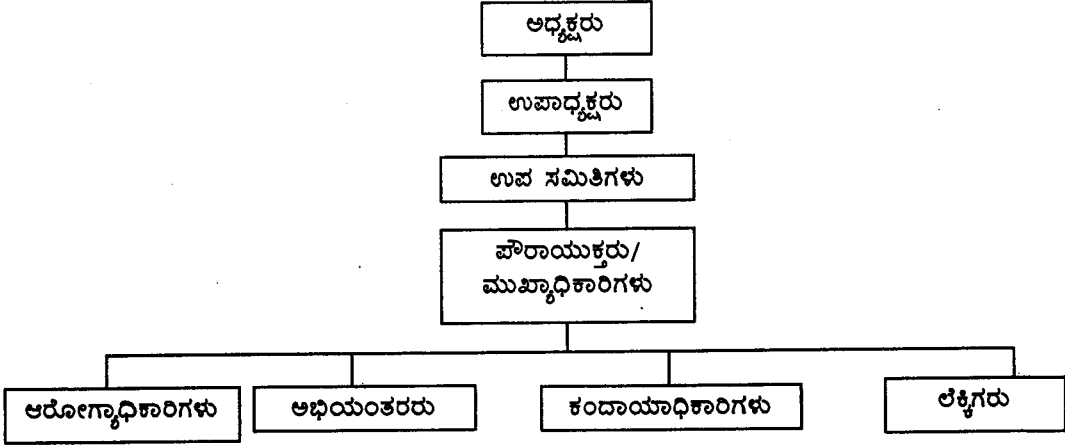 ಅಧ್ಯಕ್ಷರು
ಉಪಾಧ್ಯಕ್ಷರು
ಉಪ ಸಮಿತಿಗಳು
ಪೌರಾಯುಕ್ತರು/
ಮುಖ್ಯಾಧಿಕಾರಿಗಳು
ಆರೋಗ್ಯಾಧಿಕಾರಿಗಳು
ಅಭಿಯಂತರರು
ಕಂದಾಯಾಧಿಕಾರಿಗಳು
ಲೆಕ್ಕಿಗರು